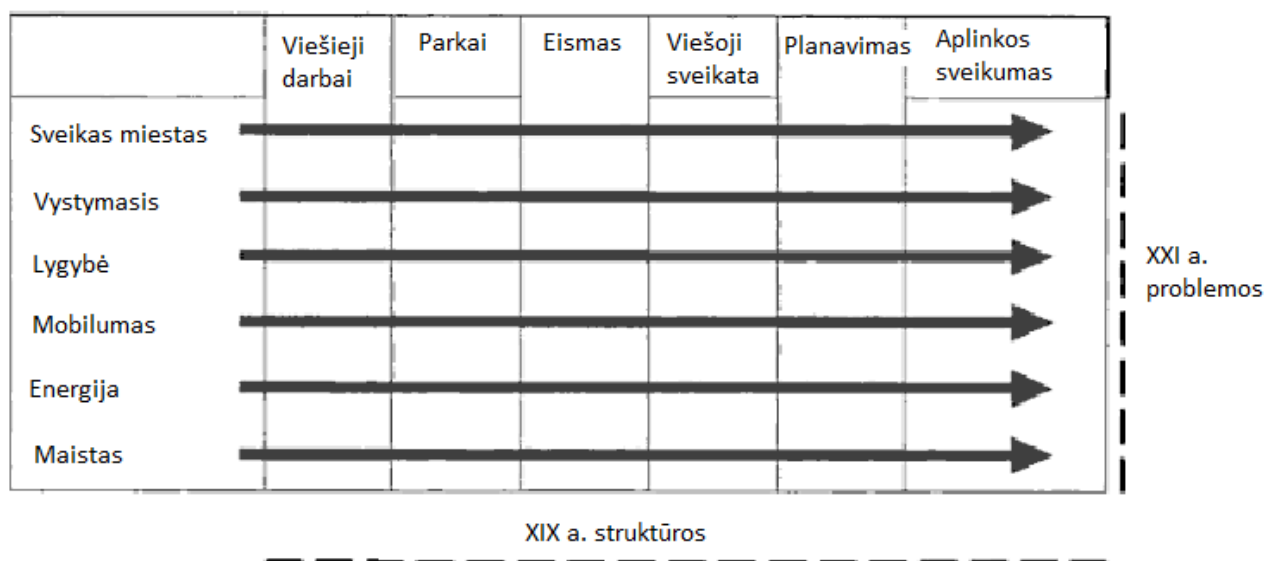 Viešieji
darbai
Parkai
Eismas
Viešoji
sveikata
Planavimas
Aplinkos
sveikumas
Sveikas miestas
Vystymasis
Lygybė
Mobilumas
Energija
Maistas
XXI a.
problemos
XIX a. struktūros